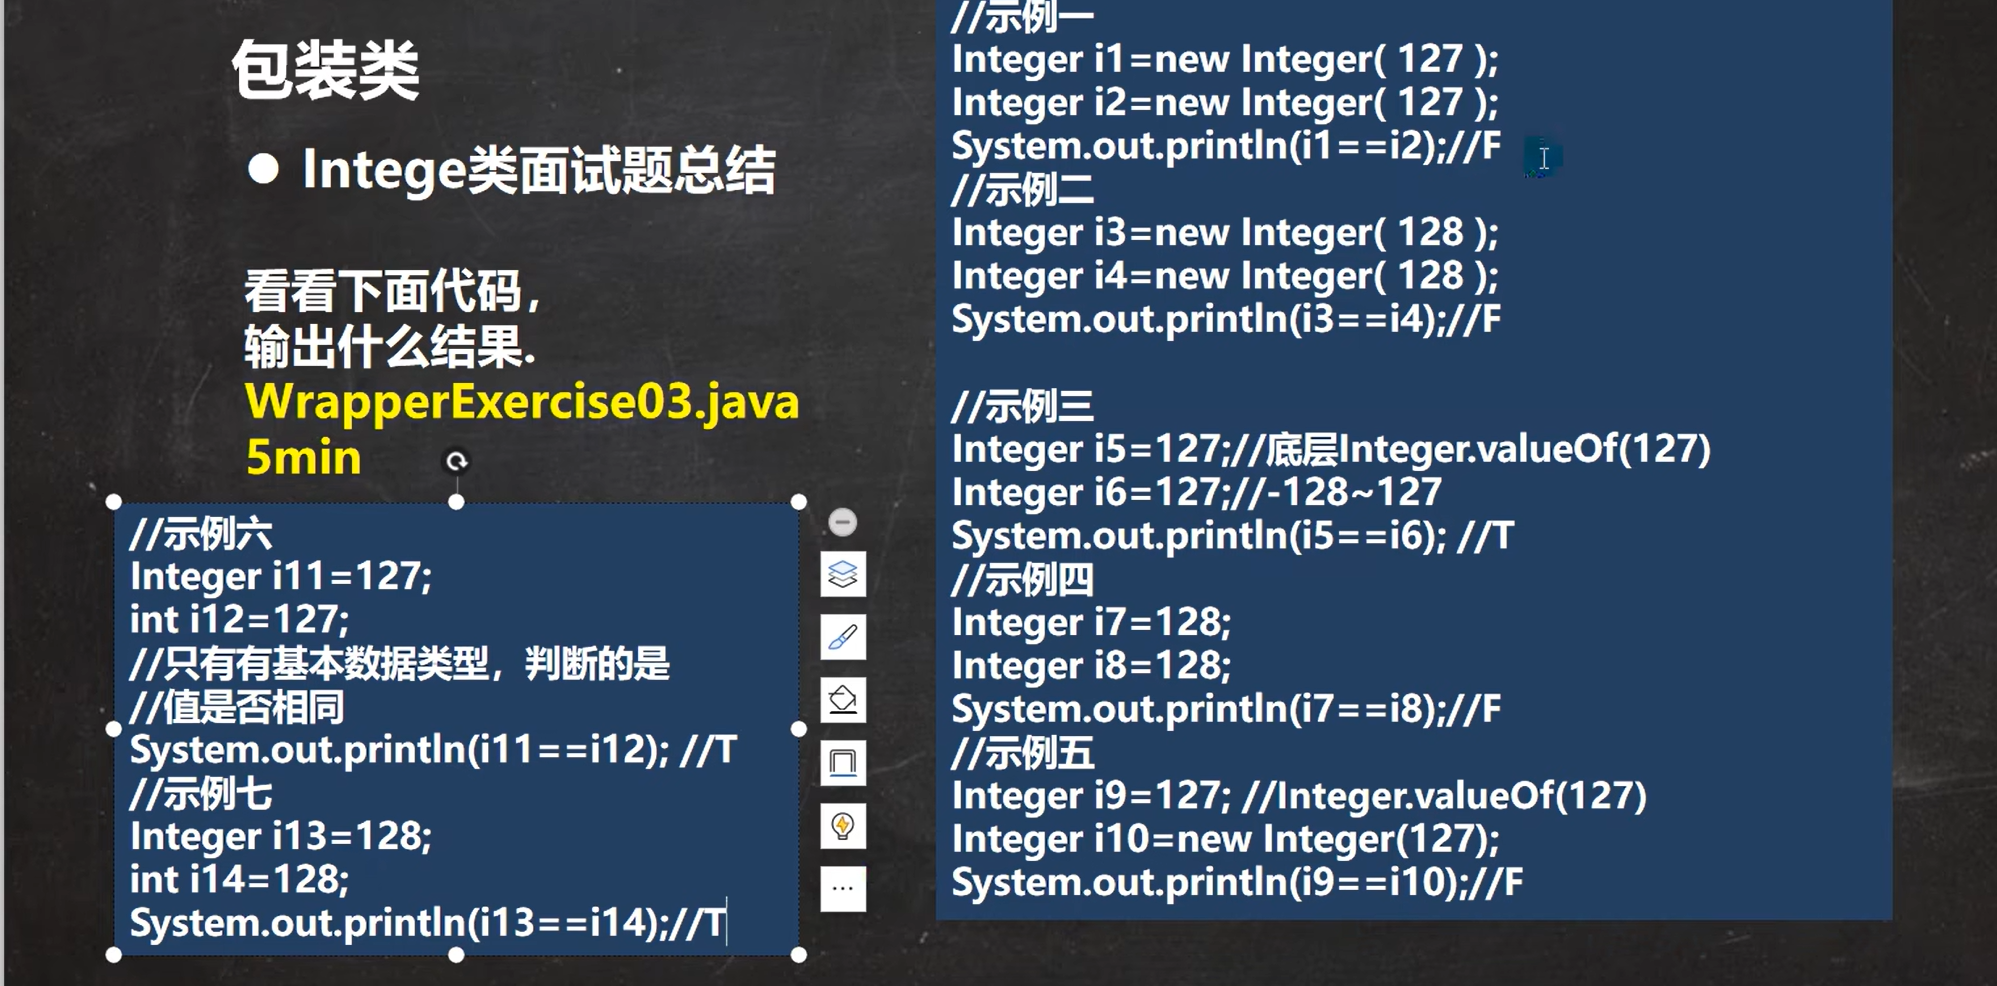 包装类
● Intege类面试题总结
看看下面代码，
输出什么结果.
WrapperExercise03.java
5min
//示例六
Integer i11=127;
int i12=127;
//只有有基本数据类型，判断的是
//值是否相同
System.out.println(i11==i12); //T
//示例七
Integer i13=128;
int i14=128;
System.out.println(i13==i14);//T
//示例一
Integer i1=new Integer( 127 );
Integer i2=new Integer( 127 );
System.out.println(i1==i2);//F
//示例二
Integer i3=new Integer( 128 );
Integer i4=new Integer( 128 );
System.out.println(i3==i4);//F
//示例三
Integer i5=127;//底层Integer.valueOf(127)
Integer i6=127;//-128~127
System.out.println(i5==i6); //T
//示例四
Integer i7=128;
Integer i8=128;
System.out.println(i7==i8);//F
//示例五
Integer i9=127; //Integer.valueOf(127)
Integer i10=new Integer(127);
System.out.println(i9==i10);//F